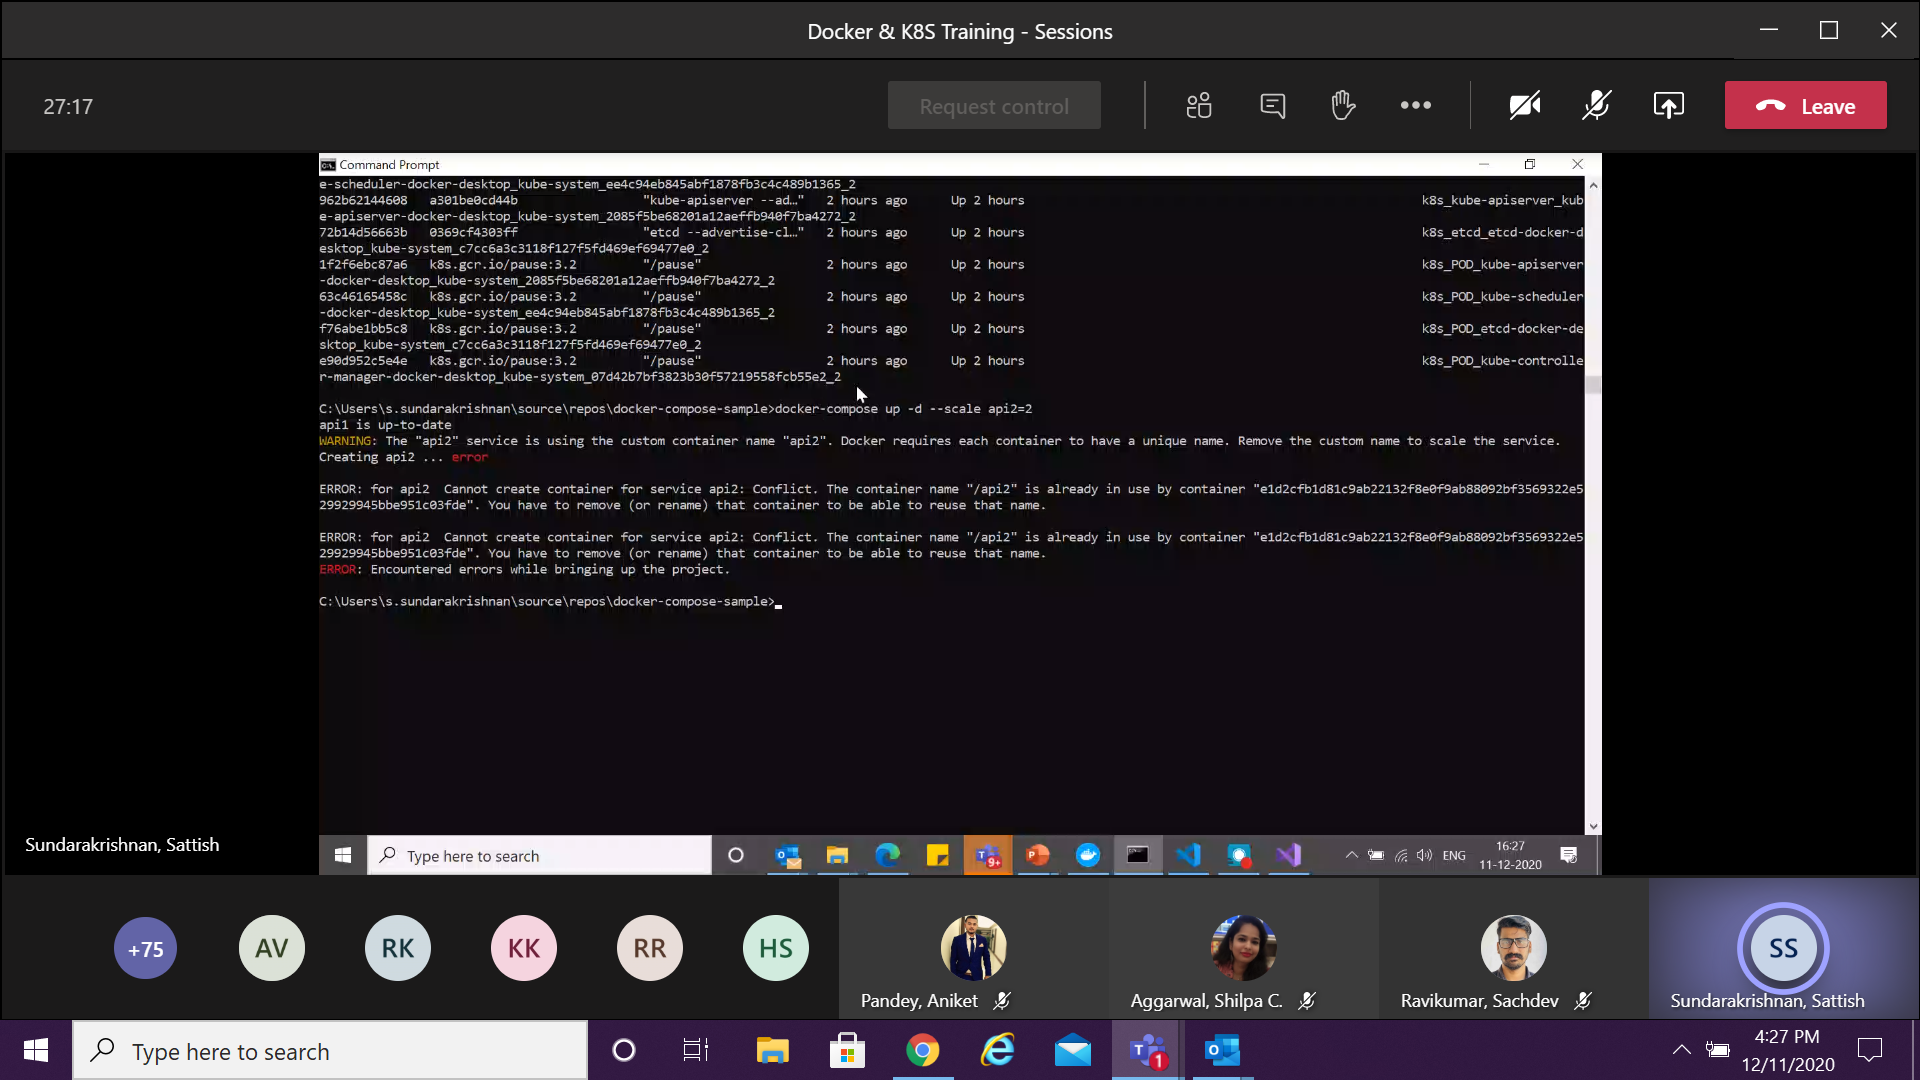 Docker & K8S Training - Sessions
27:17
Request control
Leave
Command Prompt
e-scheduler-docker-desktop_kube-system_ee4c94eb845abf1878fb3c4c489b1365_2
962b62144608 a301be0cd44b "kube-apiserver --ad…" 2 hours ago Up 2 hours k8s_kube-apiserver_kub
e-apiserver-docker-desktop_kube-system_2085f5be68201a12aeffb940f7ba4272_2
72b14d56663b 0369cf4303ff "etcd --advertise-cl…" 2 hours ago Up 2 hours k8s_etcd_etcd-docker-d
esktop_kube-system_c7cc6a3c3118f127f5fd469ef69477e0_2
1f2f6ebc87a6 k8s.gcr.io/pause:3.2 "/pause" 2 hours ago Up 2 hours k8s_POD_kube-apiserver
-docker-desktop_kube-system_2085f5be68201a12aeffb940f7ba4272_2
63c46165458c k8s.gcr.io/pause:3.2 "/pause" 2 hours ago Up 2 hours k8s_POD_kube-scheduler
-docker-desktop_kube-system_ee4c94eb845abf1878fb3c4c489b1365_2
f76abe1bb5c8 k8s.gcr.io/pause:3.2 "/pause" 2 hours ago Up 2 hours k8s_POD_etcd-docker-de
sktop_kube-system_c7cc6a3c3118f127f5fd469ef69477e0_2
e90d952c5e4e k8s.gcr.io/pause:3.2 "/pause" 2 hours ago Up 2 hours k8s_POD_kube-controlle
r-manager-docker-desktop_kube-system_07d42b7bf3823b30f57219558fcb55e2_2
C:\Users\s.sundarakrishnan\source\repos\docker-compose-sample>docker-compose up -d --scale api2=2
api1 is up-to-date
WARNING: The "api2" service is using the custom container name "api2". Docker requires each container to have a unique name. Remove the custom name to scale the service.
Creating api2 ... error
ERROR: for api2 Cannot create container for service api2: Conflict. The container name "/api2" is already in use by container "e1d2cfb1d81c9ab22132f8e0f9ab88092bf3569322e5
29929945bbe951c03fde". You have to remove (or rename) that container to be able to reuse that name.
ERROR: for api2 Cannot create container for service api2: Conflict. The container name "/api2" is already in use by container "e1d2cfb1d81c9ab22132f8e0f9ab88092bf3569322e5
29929945bbe951c03fde". You have to remove (or rename) that container to be able to reuse that name.
ERROR: Encountered errors while bringing up the project.
C:\Users\s.sundarakrishnan\source\repos\docker-compose-sample>
Sundarakrishnan, Sattish
Type here to search
9+
ENG
16:27
11-12-2020
+75
AV
RK
KK
RR
HS
SS
Pandey, Aniket
Aggarwal, Shilpa C.
Ravikumar, Sachdev
Sundarakrishnan, Sattish
Type here to search
1
4:27 PM
12/11/2020